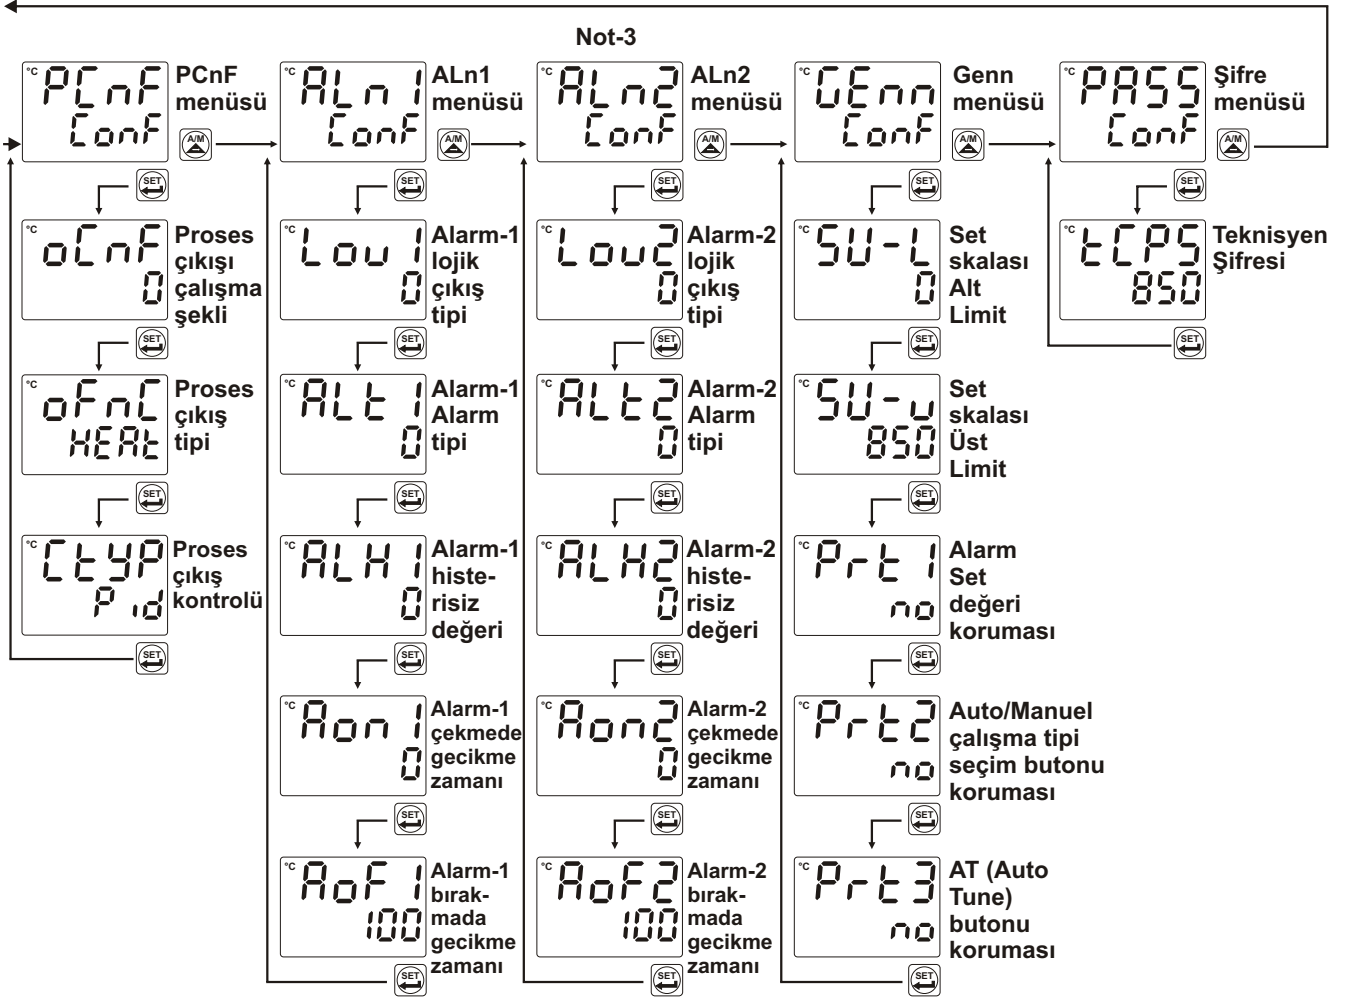 Not-3
°C PCnF
ConF
PCnF
menüsü
A/M
SET
°C oCnF
0
Proses
çıkışı
çalışma
şekli
SET
°C oFnC
HEAt
Proses
çıkış
tipi
SET
°C CtyP
Pid
Proses
çıkış
kontrolü
SET
°C ALn1
ConF
ALn1
menüsü
A/M
SET
°C Lou1
0
Alarm-1
lojik
çıkış
tipi
SET
°C ALt1
0
Alarm-1
Alarm
tipi
SET
°C ALH1
0
Alarm-1
histe-
risiz
değeri
SET
°C Aon1
0
Alarm-1
çekmede
gecikme
zamanı
SET
°C AoF1
100
Alarm-1
bırak-
mada
gecikme
zamanı
SET
°C ALn2
ConF
ALn2
menüsü
A/M
SET
°C Lou2
0
Alarm-2
lojik
çıkış
tipi
SET
°C ALt2
0
Alarm-2
Alarm
tipi
SET
°C ALH2
0
Alarm-2
histe-
risiz
değeri
SET
°C Aon2
0
Alarm-2
çekmede
gecikme
zamanı
SET
°C AoF2
100
Alarm-2
bırak-
mada
gecikme
zamanı
SET
°C GEnn
ConF
Genn
menüsü
A/M
SET
°C SU-L
0
Set
skalası
Alt
Limit
SET
°C SU-u
850
Set
skalası
Üst
Limit
SET
°C Prt1
no
Alarm
Set
değeri
koruması
SET
°C Prt2
no
Auto/Manuel
çalışma tipi
seçim butonu
koruması
SET
°C Prt3
no
AT (Auto
Tune)
butonu
koruması
SET
°C PASS
ConF
Şifre
menüsü
A/M
SET
°C tCPS
850
Teknisyen
Şifresi
SET